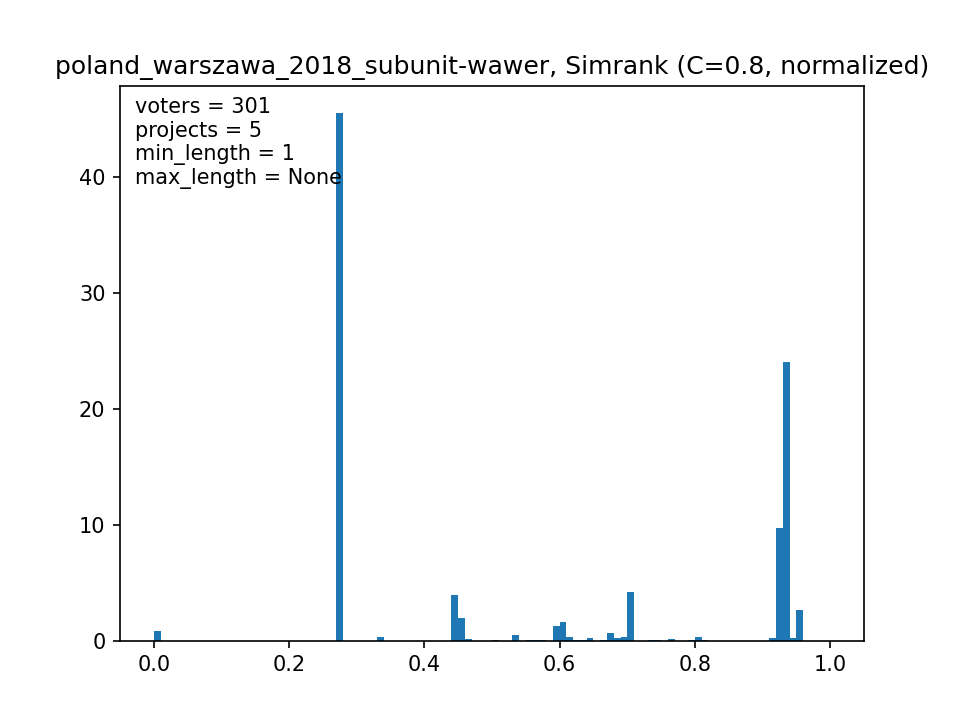 poland_warszawa_2018_subunit-wawer, Simrank (C=0.8, normalized)
voters = 301
projects = 5
min_length = 1
max_length = None
40
30
20
10
0
0.0 0.2 0.4 0.6 0.8 1.0